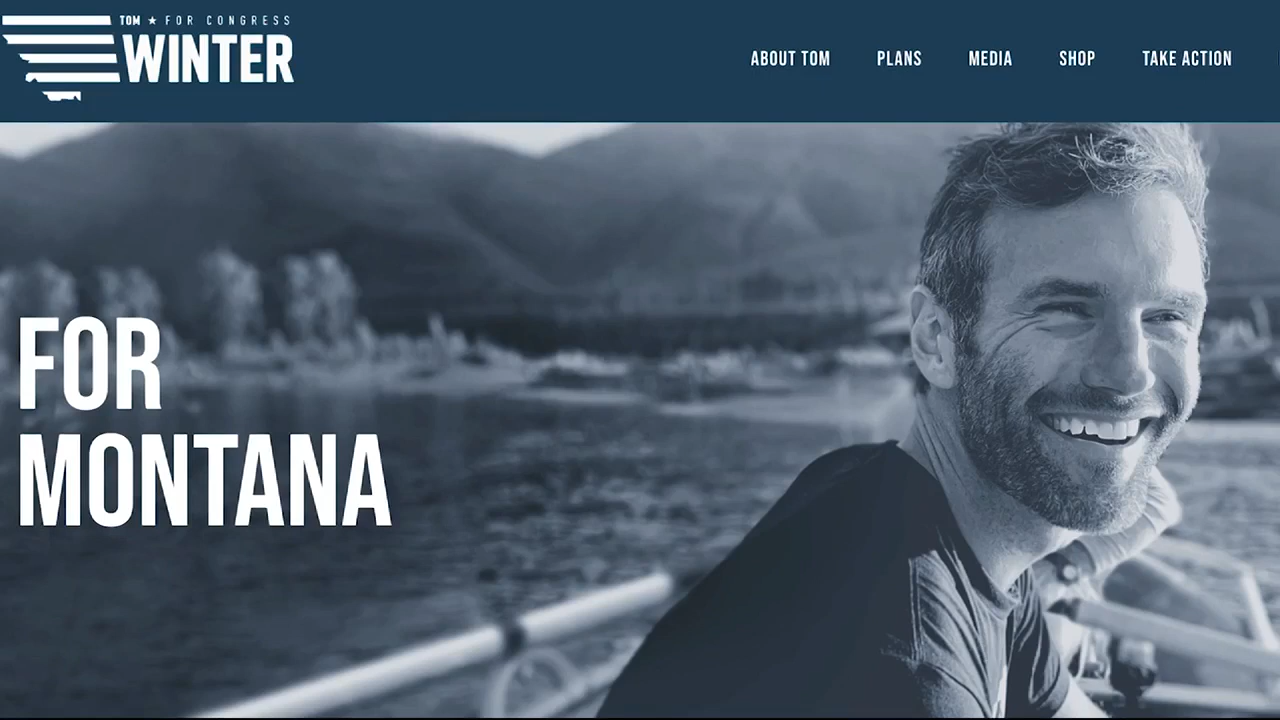 TOM ★ FOR CONGRESS
WINTER
ABOUT TOM PLANS MEDIA SHOP TAKE ACTION
FOR
MONTANA